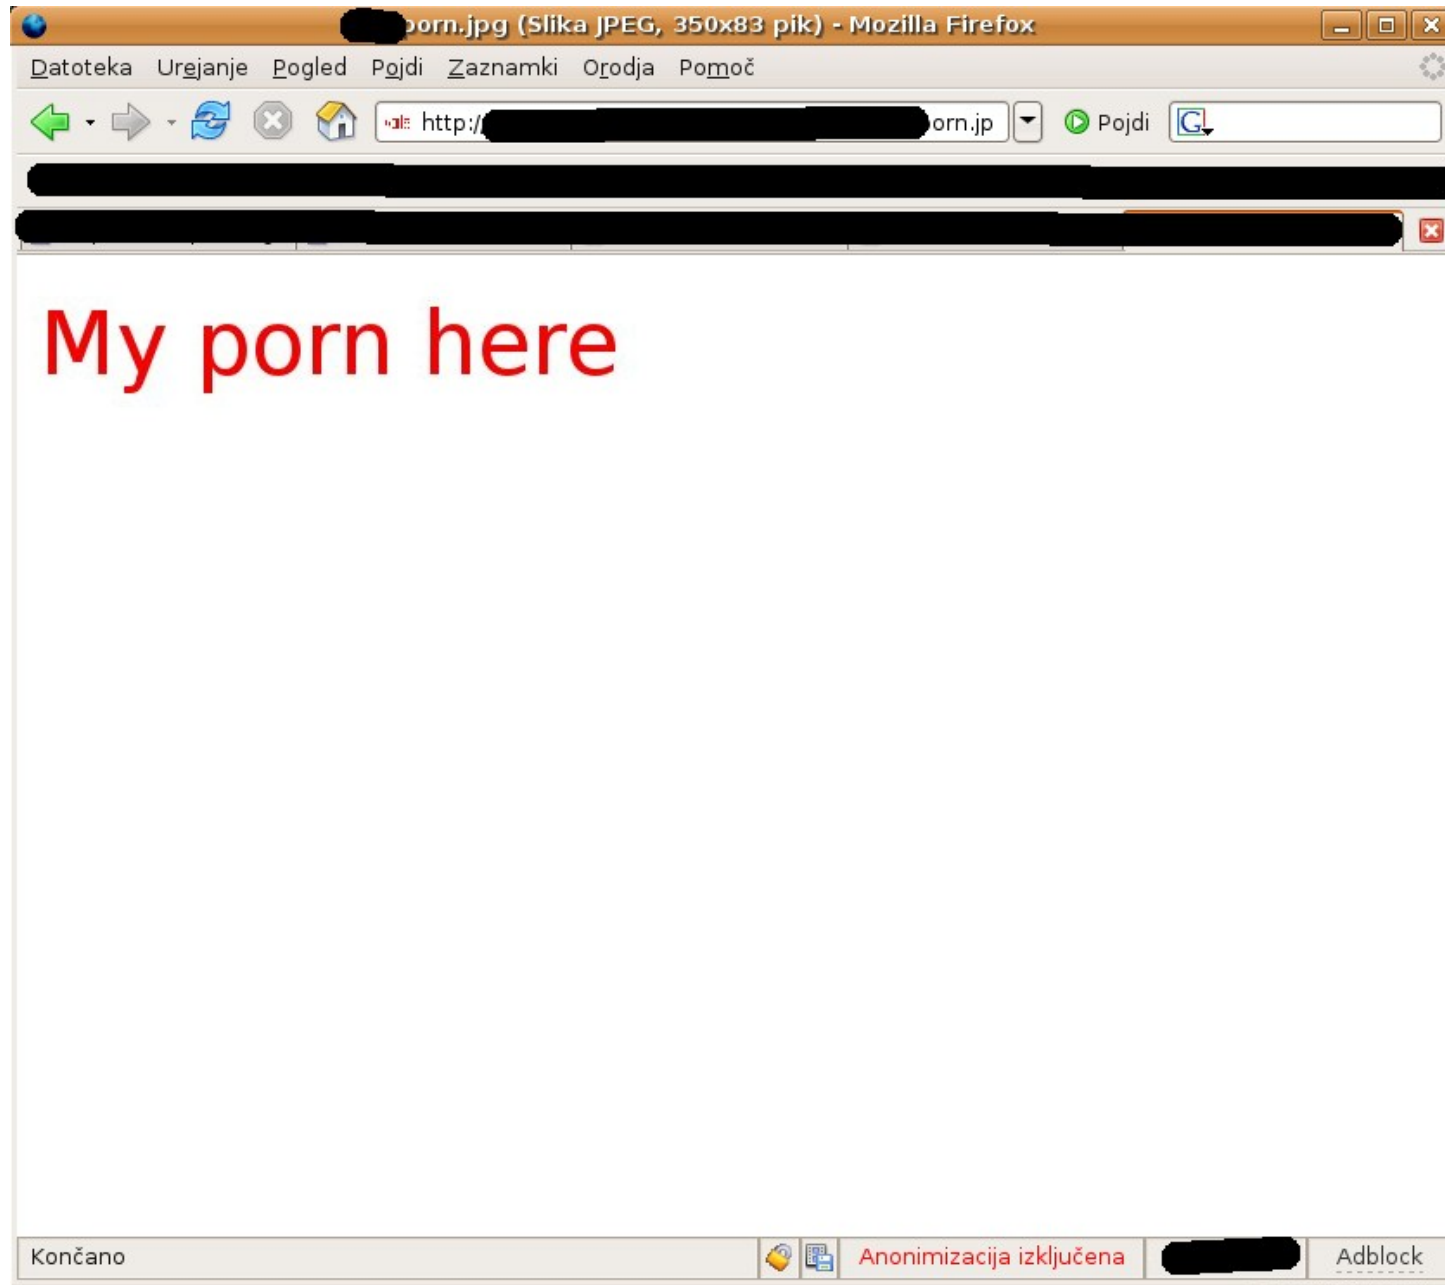 porn.jpg (Slika JPEG, 350x83 pik) - Mozilla Firefox
Datoteka Urejanje Pogled Pojdi Zaznamki Orodja Pomoč
http:/ orn.jp Pojdi G
My porn here
Končano Anonimizacija izključena Adblock